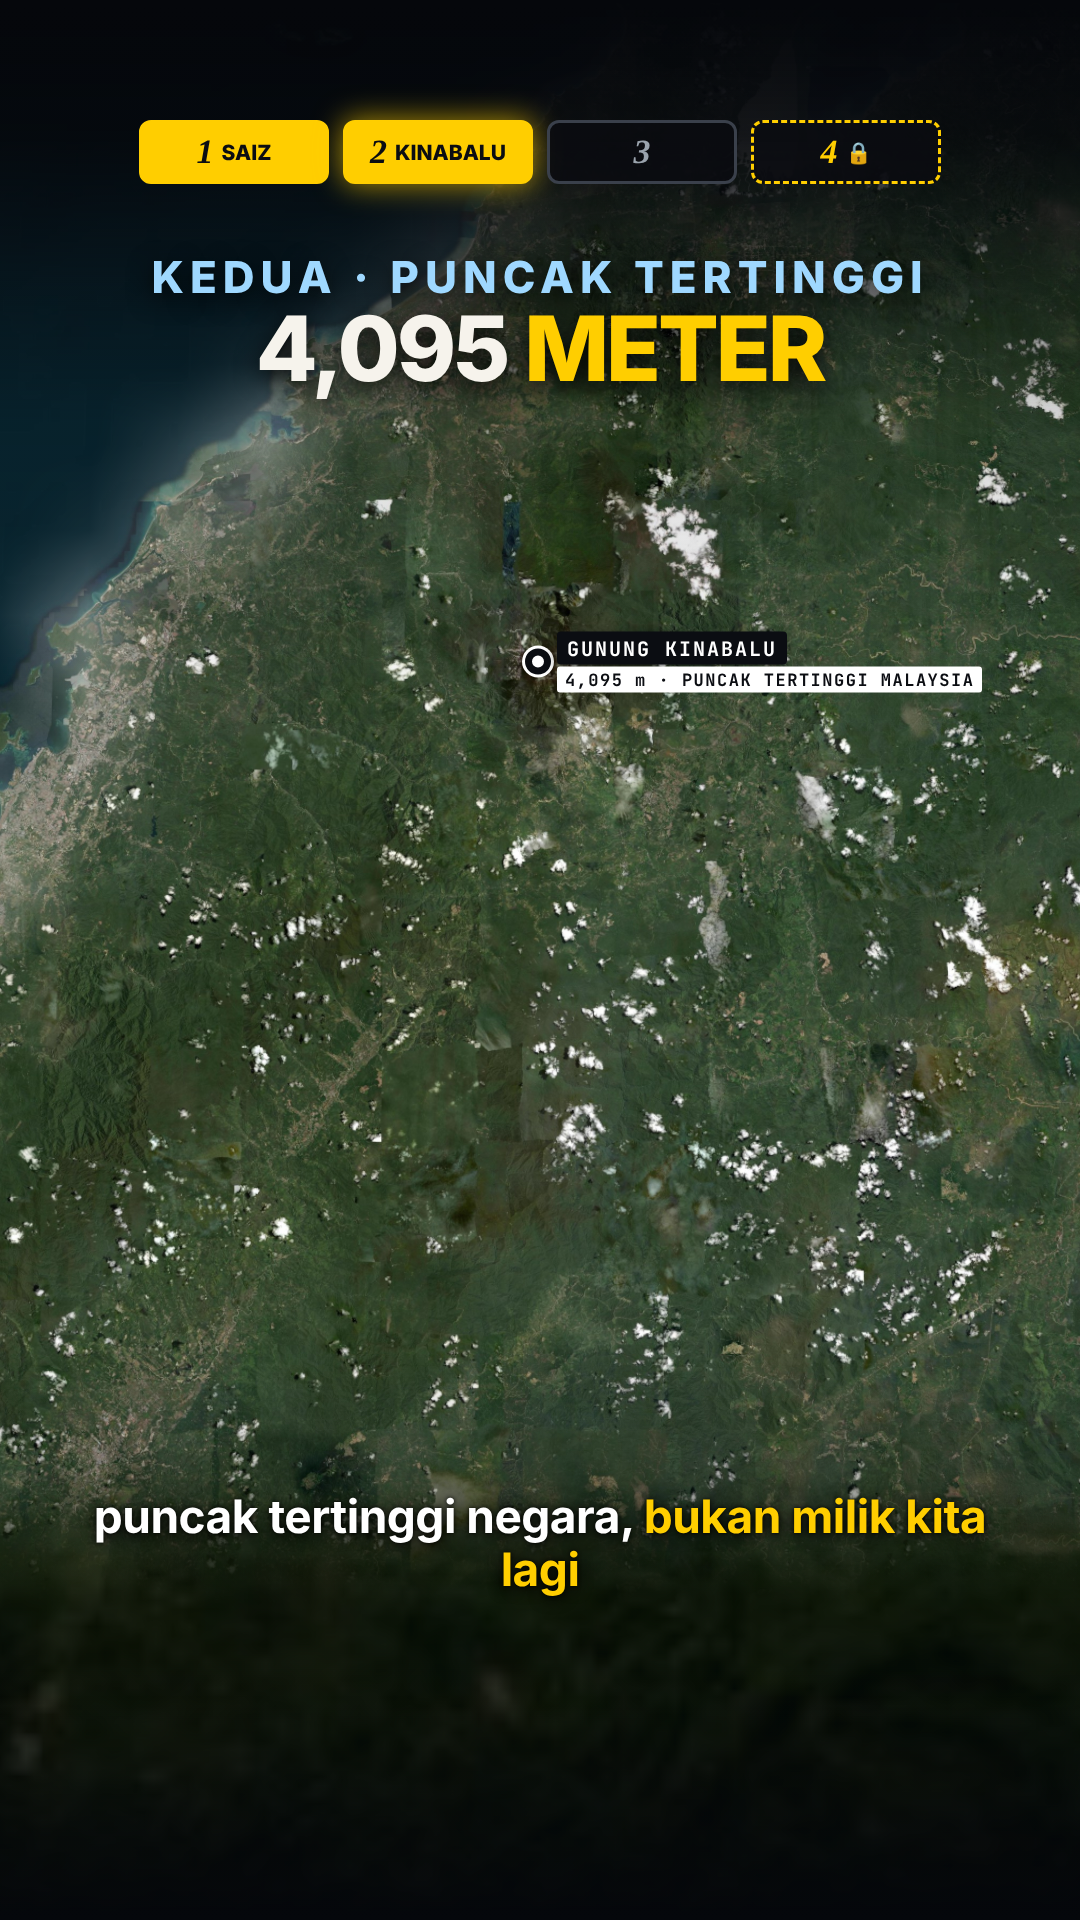 1 SAIZ
2 KINABALU
3
4 🔒
KEDUA · PUNCAK TERTINGGI
4,095 METER
GUNUNG KINABALU
4,095 m · PUNCAK TERTINGGI MALAYSIA
puncak tertinggi negara, bukan milik kita
lagi